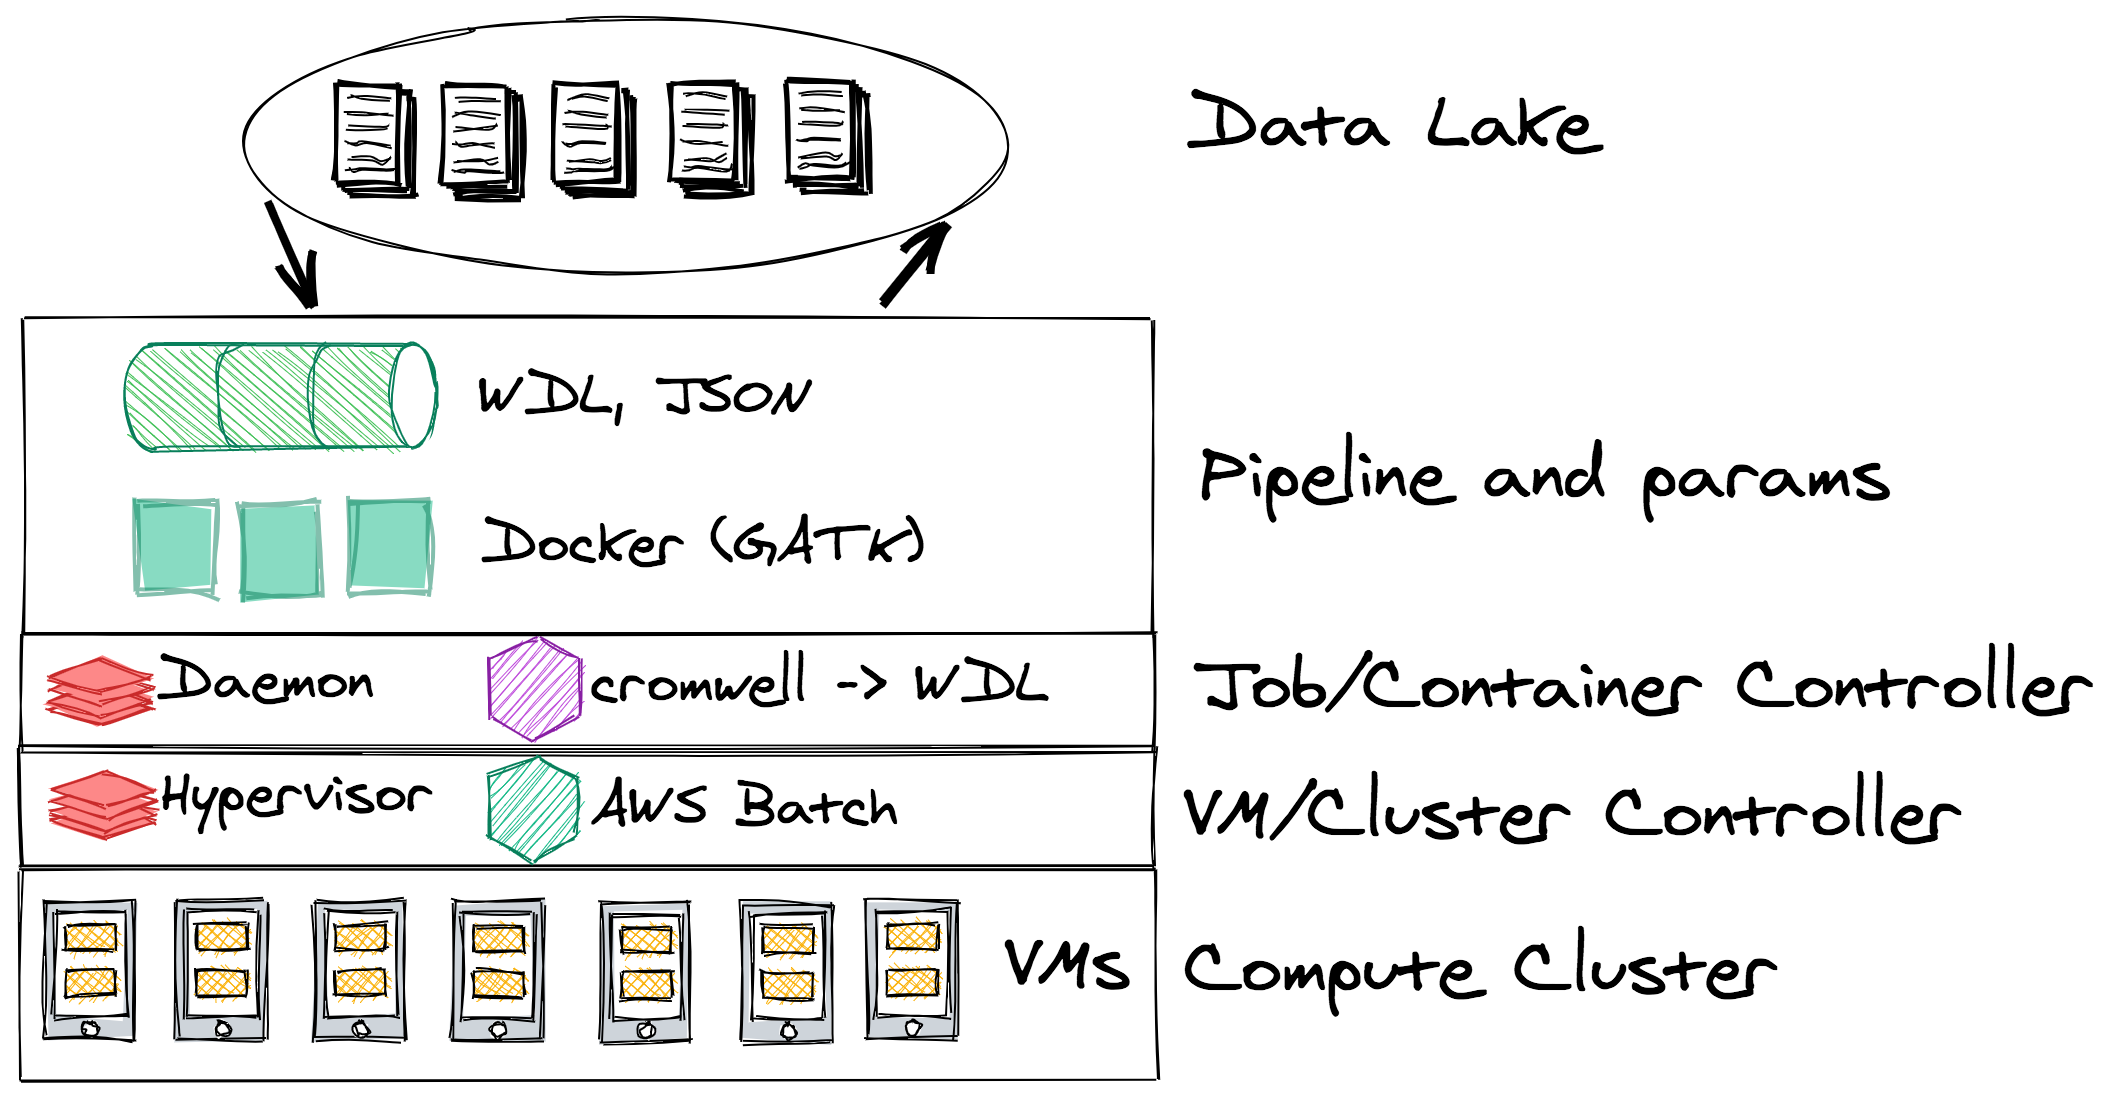 Data Lake
WDL, JSON
Pipeline and params
Docker (GATK)
Daemon
cromwell -> WDL
Job/Container Controller
Hypervisor
AWS Batch
VM/Cluster Controller
VMs
Compute Cluster